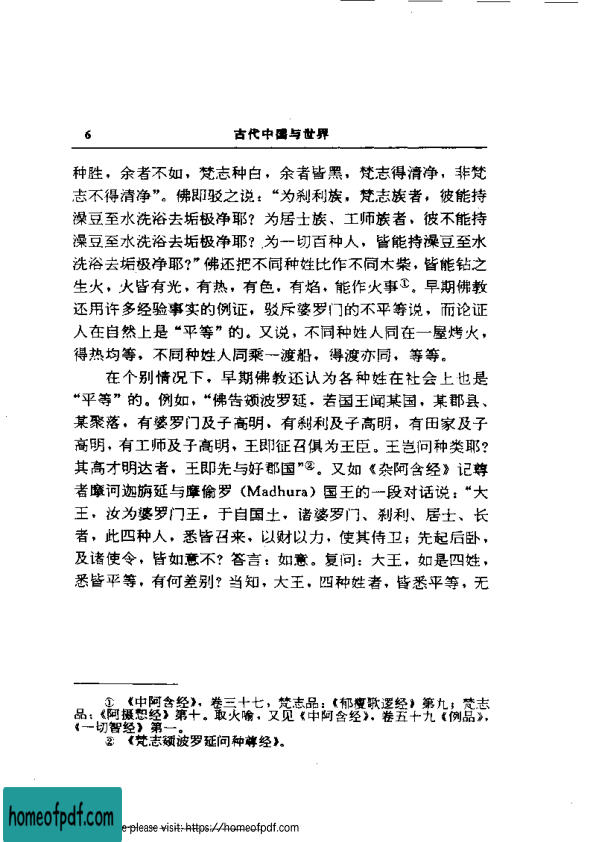 6 古代中国与世界
种胜，余者不如，梵志种白，余者皆黑，梵志得清净，非梵
志不得清净”。佛即驳之说：“为刹利族，梵志族者，彼能持
澡豆至水洗浴去垢极净耶？为居士族、工师族者，彼不能持
澡豆至水洗浴去垢极净耶？为一切百种人，皆能持澡豆至水
洗浴去垢极净耶？”佛还把不同种姓比作不同木柴，皆能钻之
生火，火皆有光，有热，有色，有焰，能作火事①。早期佛教
还用许多经验事实的例证，驳斥婆罗门的不平等说，而论证
人在自然上是“平等”的。又说，不同种姓人同在一屋烤火，
得热均等，不同种姓人同乘一渡船，得渡亦同，等等。
在个别情况下，早期佛教还认为各种姓在社会上也是
“平等”的。例如，“佛告頞波罗延，若国王闻某国，某郡县、
某聚落，有婆罗门及子高明，有刹利及子高明，有田家及子
高明，有工师及子高明，王即征召俱为王臣。王岂问种类耶？
其高才明达者，王即先与好郡国”②。又如《杂阿含经》记尊
者摩诃迦旃延与摩偷罗（Madhura）国王的一段对话说：“大
王，汝为婆罗门王，于自国土，诸婆罗门、刹利、居士、长
者，此四种人，悉皆召来，以财以力，使其侍卫；先起后卧，
及诸使令，皆如意不？答言：如意。复问：大王，如是四姓，
悉皆平等，有何差别？当知，大王，四种姓者，皆悉平等，无
① 《中阿含经》，卷三十七，梵志品：《郁瘦歌逻经》第九；梵志
品：《阿摄惒经》第十。取火喻，又见《中阿含经》，卷五十九《例品》，
《一切智经》第一。
② 《梵志頞波罗延问种尊经》。
homeofpdf.com
e please visit: https://homeofpdf.com